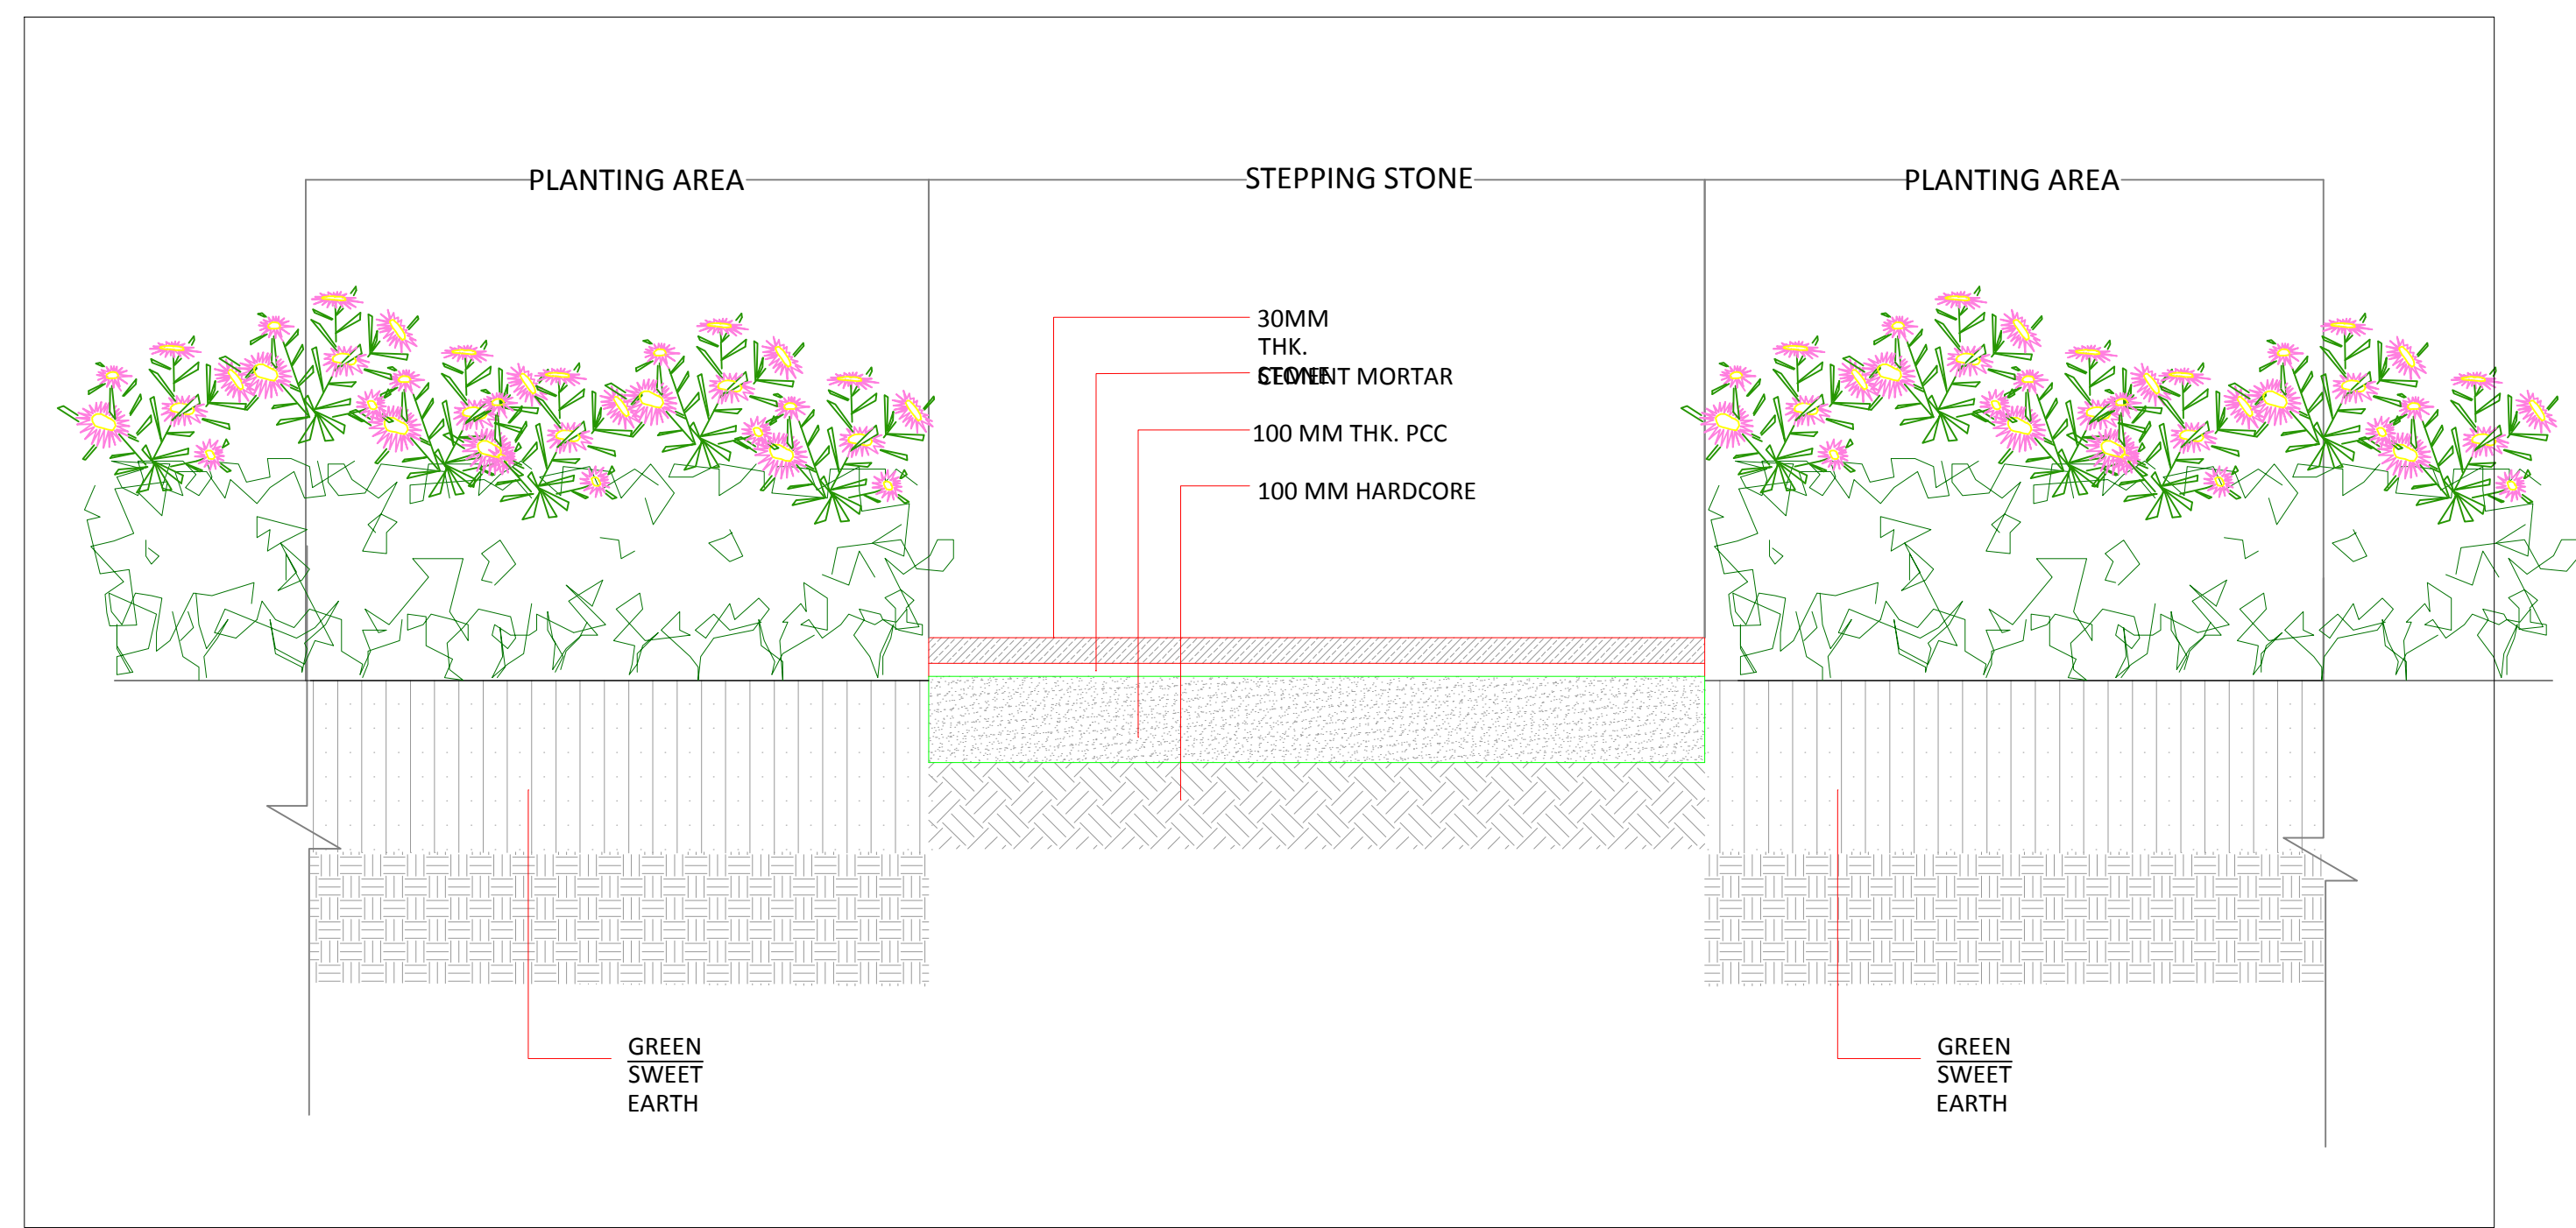 PLANTING AREA
STEPPING STONE
PLANTING AREA
30MM
THK.
STONE
CEMENT MORTAR
100 MM THK. PCC
100 MM HARDCORE
GREEN
SWEET
EARTH
GREEN
SWEET
EARTH